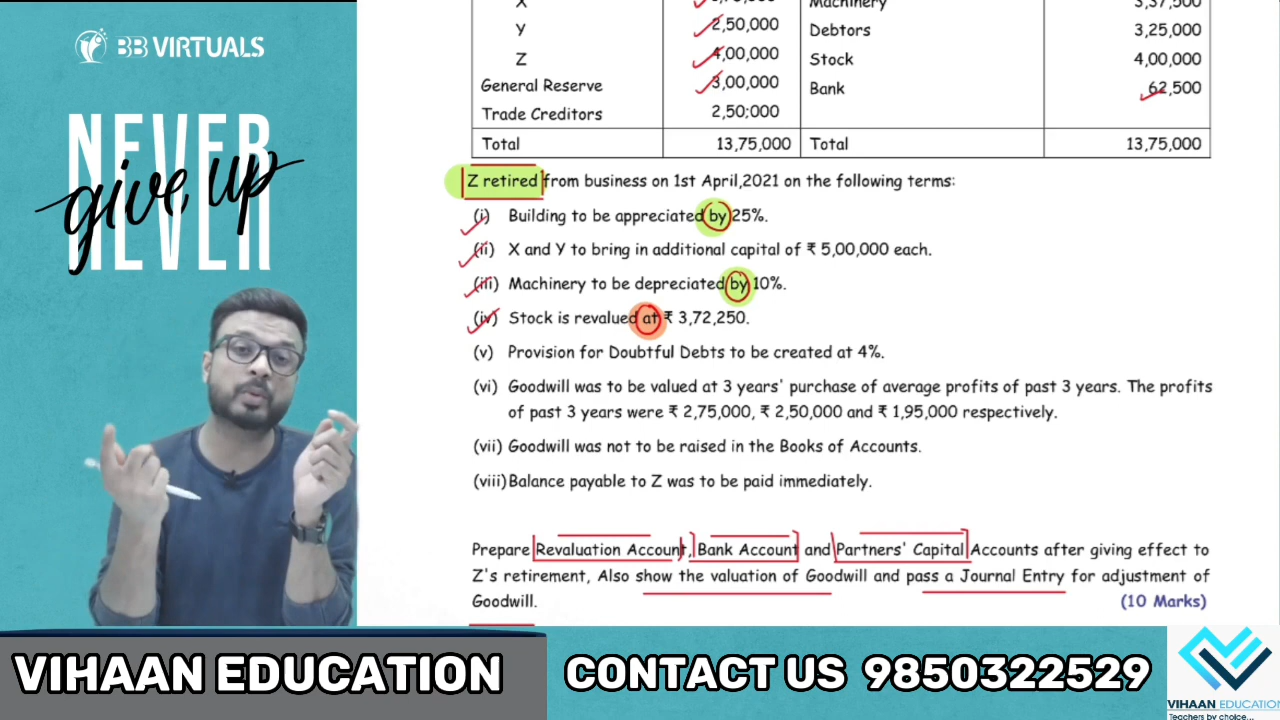 BB VIRTUALS
NEVER
give up
NEVER
X
Machinery 3,37,500
Y 2,50,000 Debtors 3,25,000
Z 4,00,000 Stock 4,00,000
General Reserve 3,00,000 Bank 62,500
Trade Creditors 2,50,000
Total 13,75,000 Total 13,75,000
Z retired from business on 1st April,2021 on the following terms:
(i) Building to be appreciated by 25%.
(ii) X and Y to bring in additional capital of ₹ 5,00,000 each.
(iii) Machinery to be depreciated by 10%.
(iv) Stock is revalued at ₹ 3,72,250.
(v) Provision for Doubtful Debts to be created at 4%.
(vi) Goodwill was to be valued at 3 years' purchase of average profits of past 3 years. The profits
of past 3 years were ₹ 2,75,000, ₹ 2,50,000 and ₹ 1,95,000 respectively.
(vii) Goodwill was not to be raised in the Books of Accounts.
(viii) Balance payable to Z was to be paid immediately.
Prepare Revaluation Account, Bank Account and Partners' Capital Accounts after giving effect to
Z's retirement, Also show the valuation of Goodwill and pass a Journal Entry for adjustment of
Goodwill. (10 Marks)
VIHAAN EDUCATION CONTACT US 9850322529
VIHAAN EDUCATION
Teachers by choice...